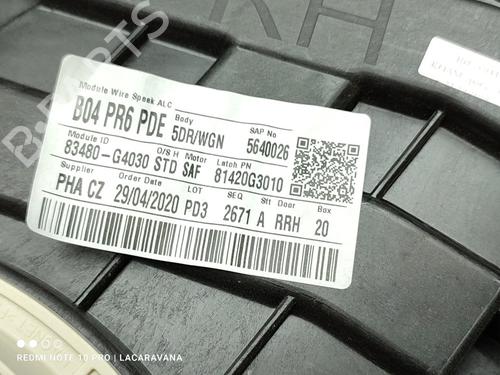 RH
B-PARTS
Module Wire Speak ALC Body SAP No
B04 PR6 PDE 5DR/WGN 5640026
Module ID O/S H Motor Latch PN
83480-G4030 STD SAF 81420G3010
Supplier Order Date LOT SEQ Sft Door Box
PHA CZ 29/04/2020 PD3 2671 A RRH 20
REDMI NOTE 10 PRO | LACARAVANA